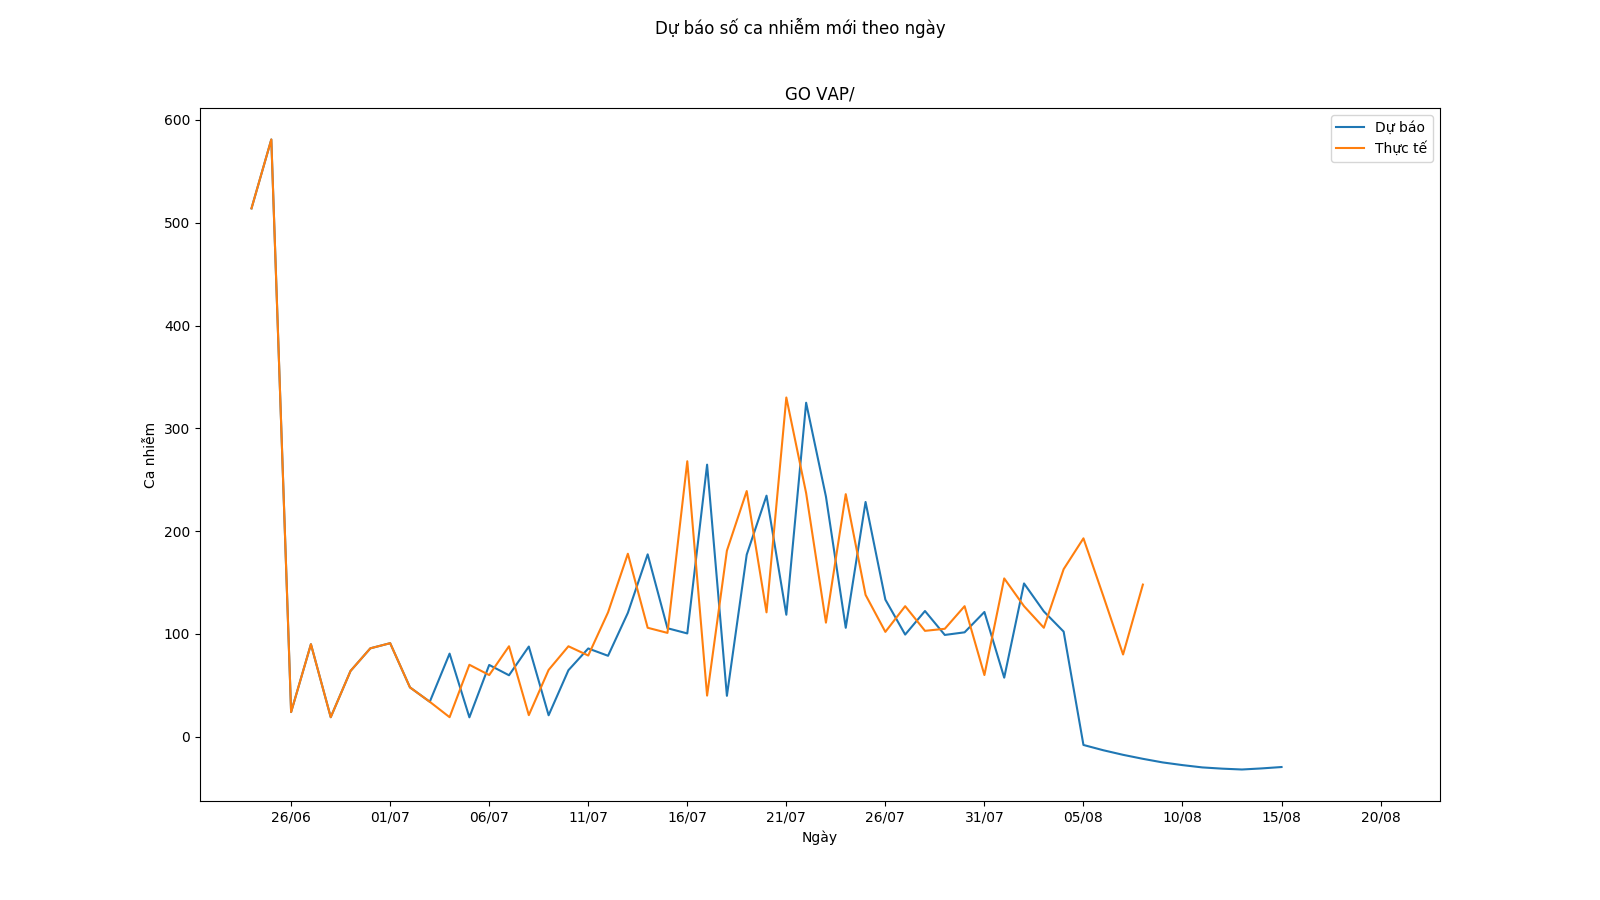 Dự báo số ca nhiễm mới theo ngày
GO VAP/
Dự báo
Thực tế
600
500
400
300
200
100
0
Ca nhiễm
26/06 01/07 06/07 11/07 16/07 21/07 26/07 31/07 05/08 10/08 15/08 20/08
Ngày